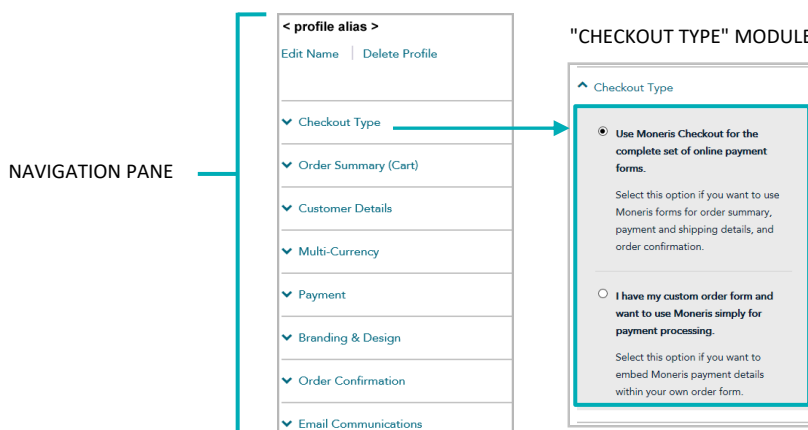 < profile alias >
Edit Name
Delete Profile
Checkout Type
Order Summary (Cart)
Customer Details
Multi-Currency
Payment
Branding & Design
Order Confirmation
Email Communications
NAVIGATION PANE
"CHECKOUT TYPE" MODULE
Checkout Type
Use Moneris Checkout for the
complete set of online payment
forms.
Select this option if you want to use
Moneris forms for order summary,
payment and shipping details, and
order confirmation.
I have my custom order form and
want to use Moneris simply for
payment processing.
Select this option if you want to
embed Moneris payment details
within your own order form.